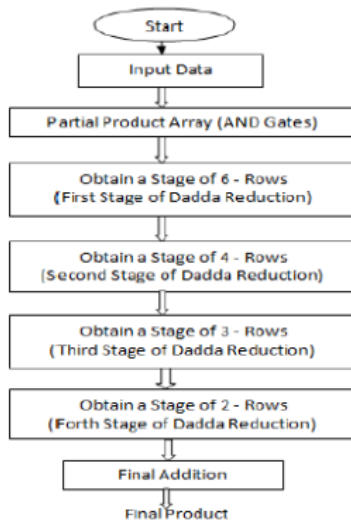 Start
Input Data
Partial Product Array (AND Gates)
Obtain a Stage of 6 - Rows
(First Stage of Dadda Reduction)
Obtain a Stage of 4 - Rows
(Second Stage of Dadda Reduction)
Obtain a Stage of 3 - Rows
(Third Stage of Dadda Reduction)
Obtain a Stage of 2 - Rows
(Forth Stage of Dadda Reduction)
Final Addition
Final Product